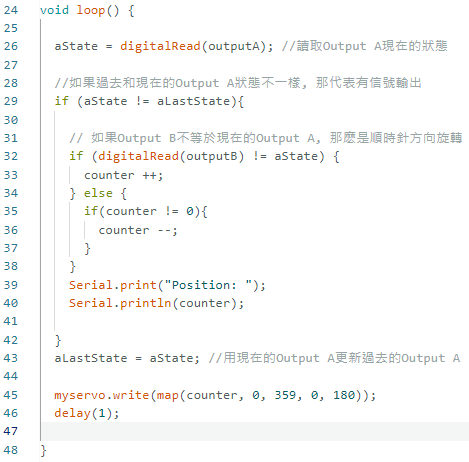 24 void loop() {
25
26 aState = digitalRead(outputA); //讀取Output A現在的狀態
27
28 //如果過去和現在的Output A狀態不一樣, 那代表有信號輸出
29 if (aState != aLastState){
30
31 // 如果Output B不等於現在的Output A, 那麼是順時針方向旋轉
32 if (digitalRead(outputB) != aState) {
33 counter ++;
34 } else {
35 if(counter != 0){
36 counter --;
37 }
38 }
39 Serial.print("Position: ");
40 Serial.println(counter);
41
42 }
43 aLastState = aState; //用現在的Output A更新過去的Output A
44
45 myservo.write(map(counter, 0, 359, 0, 180));
46 delay(1);
47
48 }